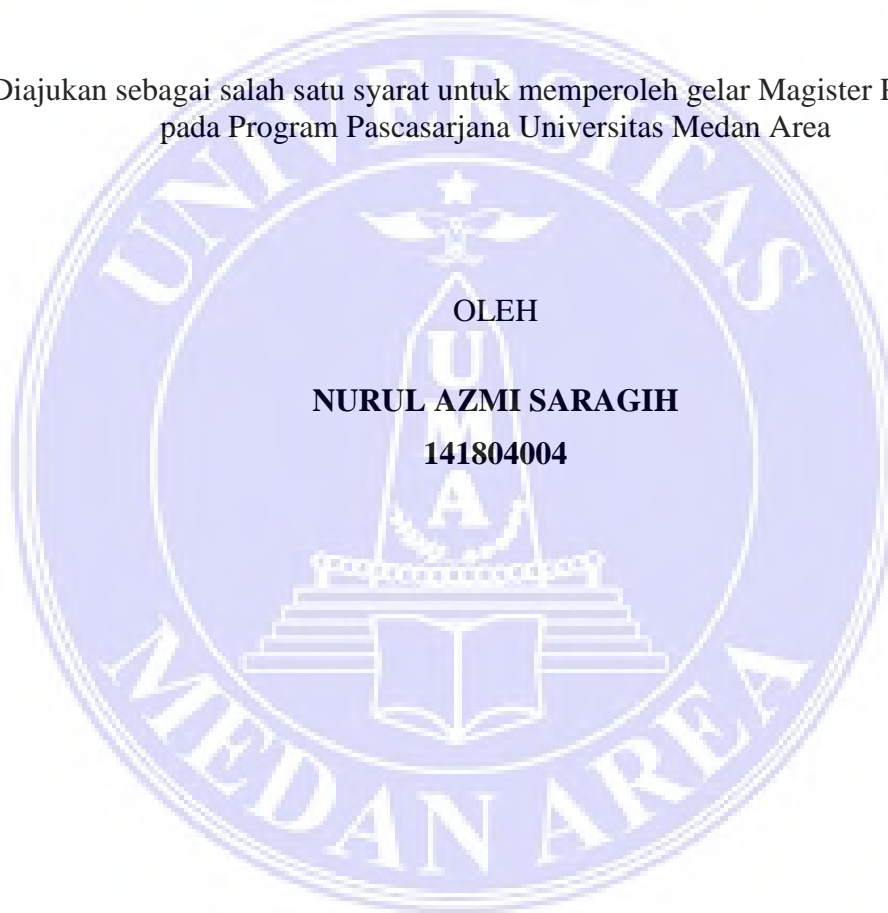 Diajukan sebagai salah satu syarat untuk memperoleh gelar Magister
pada Program Pascasarjana Universitas Medan Area
UNIVERSITAS
OLEH
NURUL AZMI SARAGIH
141804004
UMA
MEDAN AREA